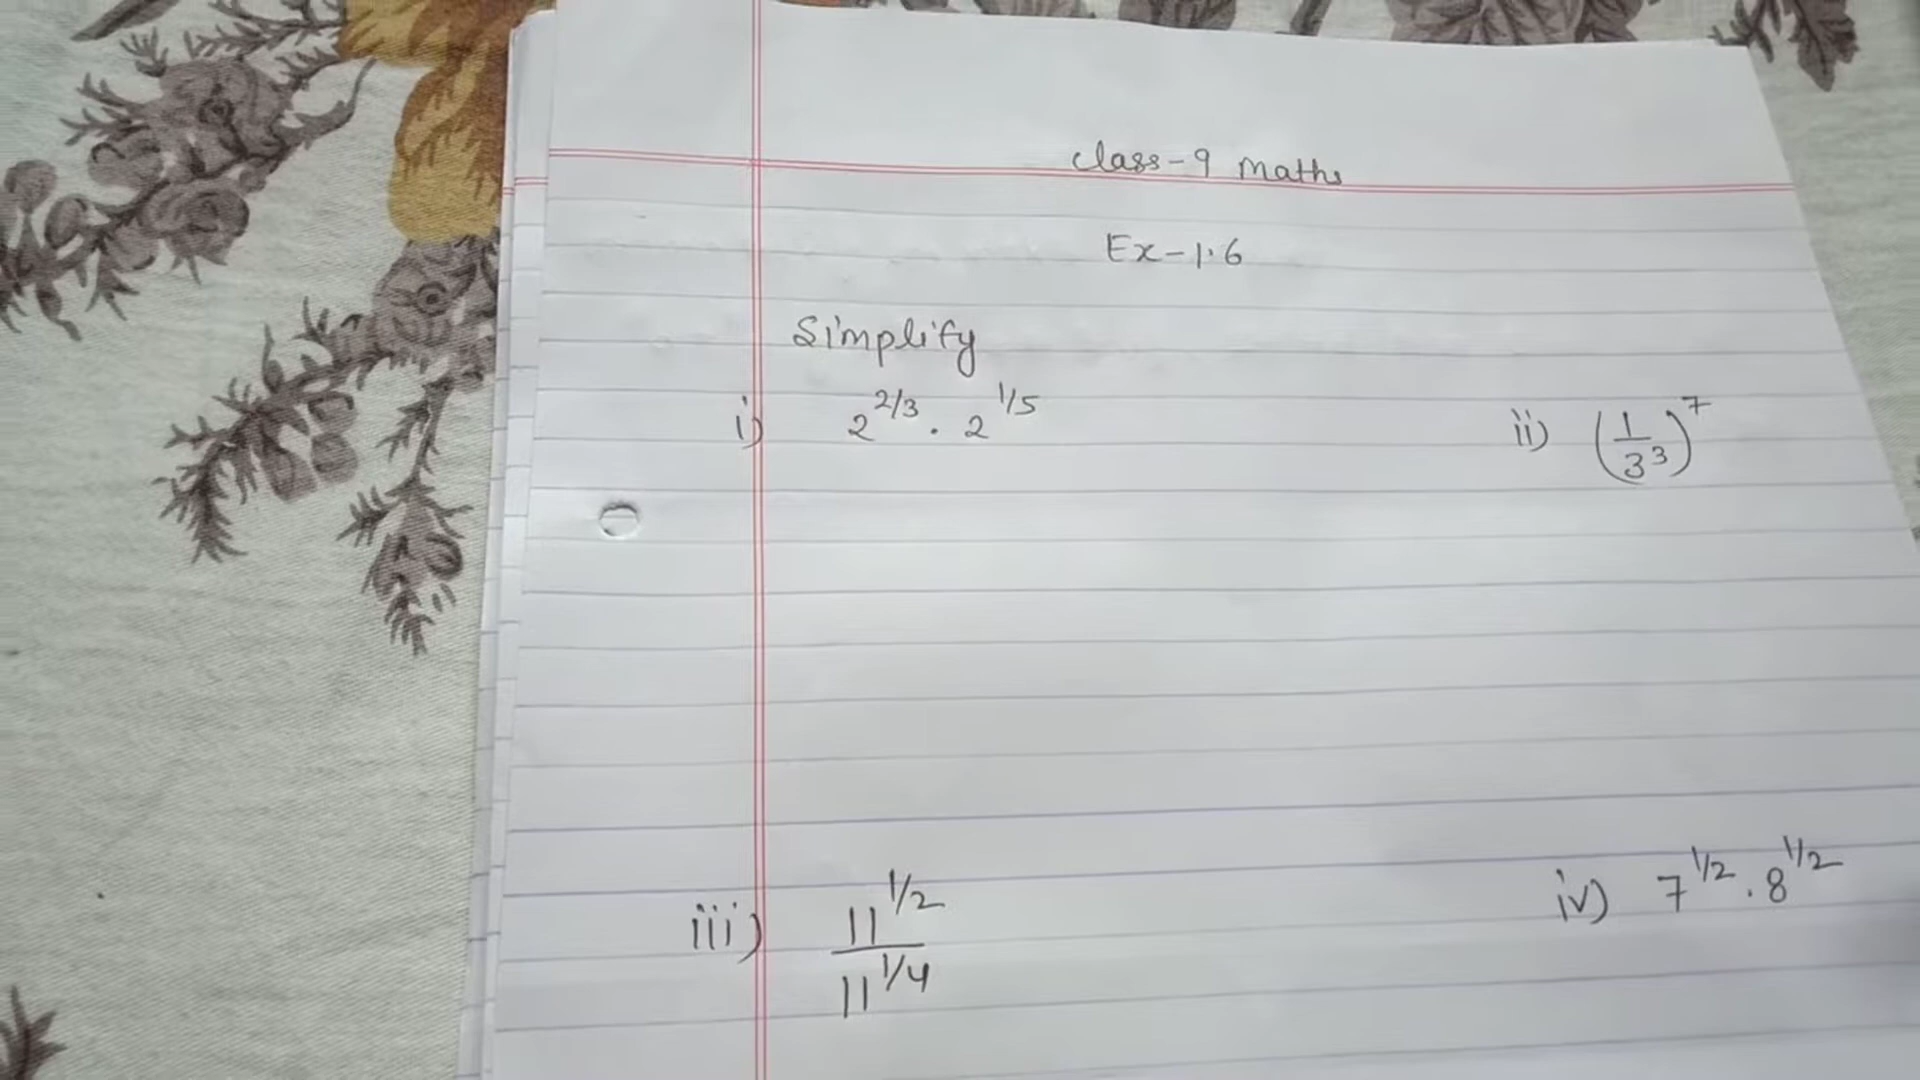 Class-9 Maths
Ex-1.6
Simplify
i) 2^{2/3} . 2^{1/5} ii) (1/3^3)^7
iii) 11^{1/2} / 11^{1/4} iv) 7^{1/2} . 8^{1/2}